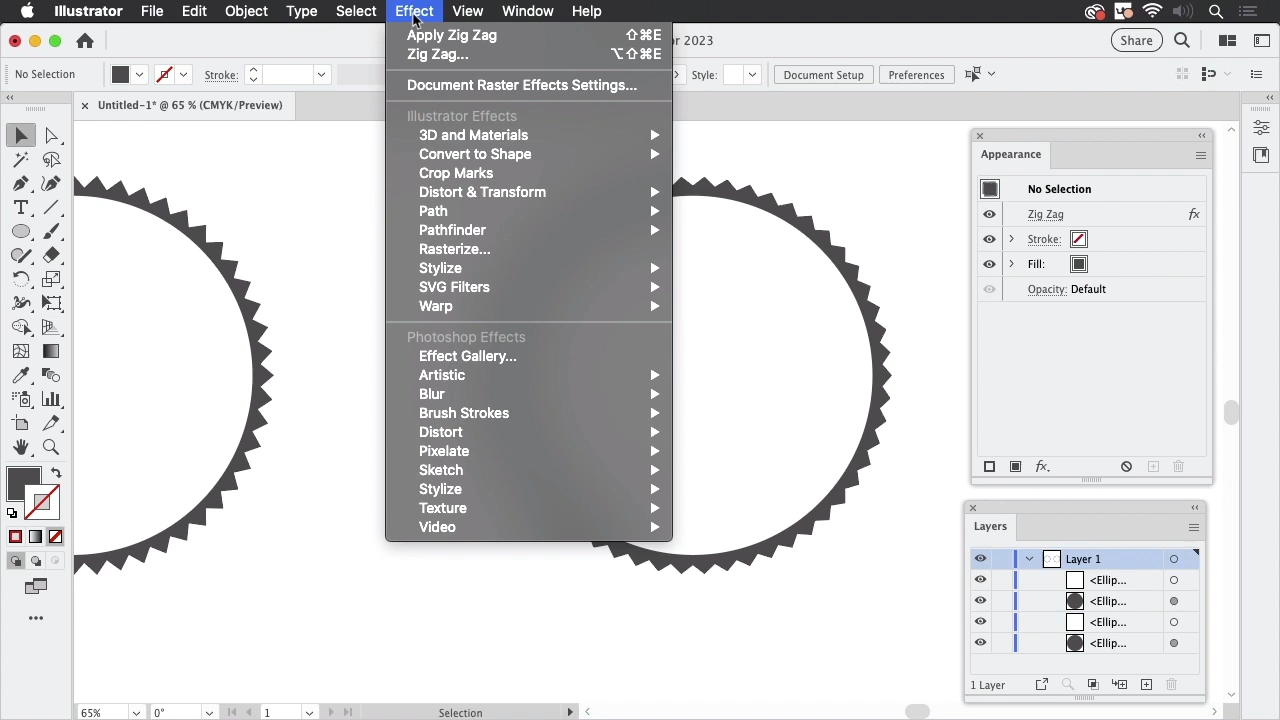 Illustrator File Edit Object Type Select Effect View Window Help
or 2023 Share
No Selection Stroke: Style: Document Setup Preferences
Untitled-1* @ 65 % (CMYK/Preview)
Apply Zig Zag ⇧⌘E
Zig Zag... ⌥⇧⌘E
Document Raster Effects Settings...
Illustrator Effects
3D and Materials
Convert to Shape
Crop Marks
Distort & Transform
Path
Pathfinder
Rasterize...
Stylize
SVG Filters
Warp
Photoshop Effects
Effect Gallery...
Artistic
Blur
Brush Strokes
Distort
Pixelate
Sketch
Stylize
Texture
Video
Appearance
No Selection
Zig Zag fx
Stroke:
Fill:
Opacity: Default
fx.
Layers
Layer 1
<Ellip...
<Ellip...
<Ellip...
<Ellip...
1 Layer
65% 0° 1 Selection